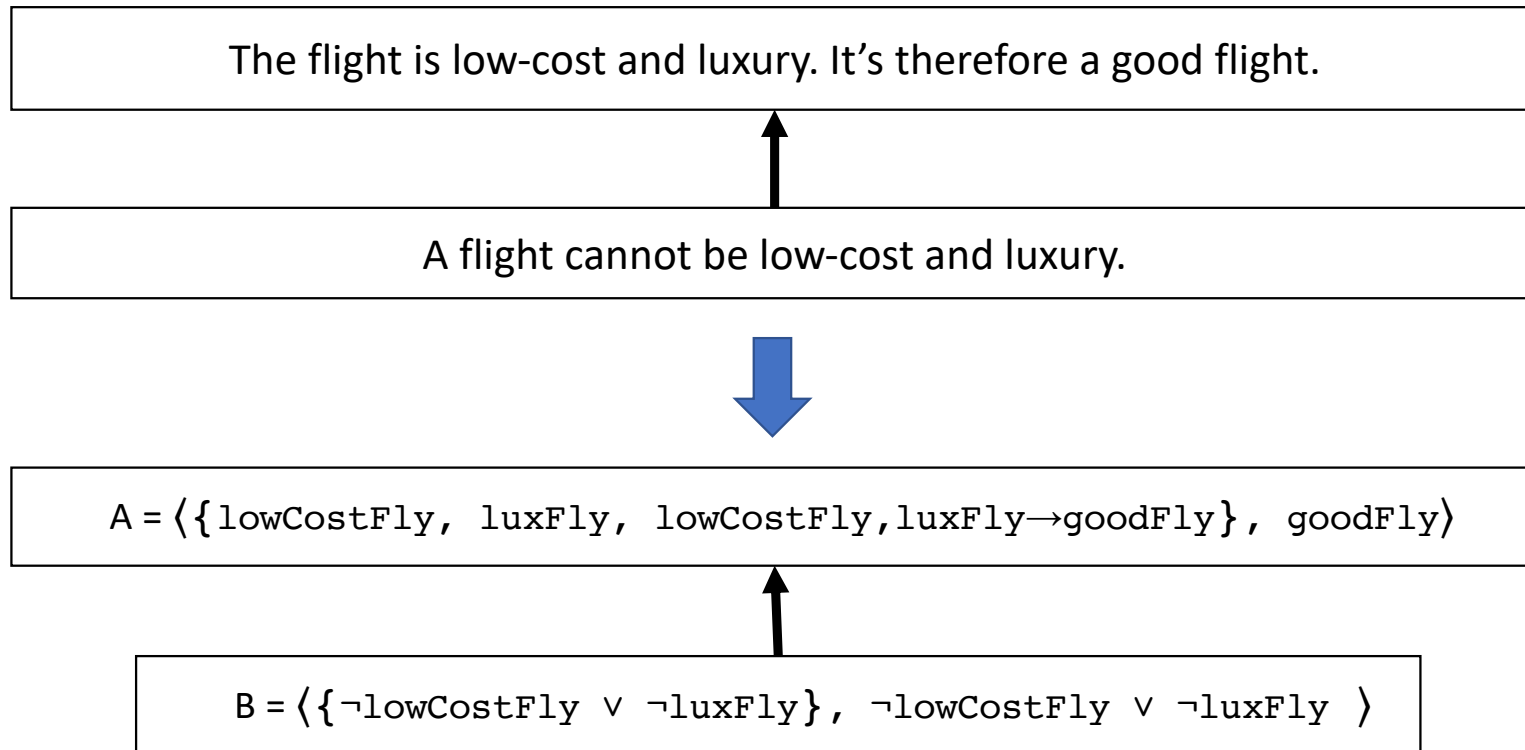 The flight is low-cost and luxury. It’s therefore a good flight.
A flight cannot be low-cost and luxury.
A = ⟨{lowCostFly, luxFly, lowCostFly,luxFly→goodFly}, goodFly⟩
B = ⟨{¬lowCostFly ∨ ¬luxFly}, ¬lowCostFly ∨ ¬luxFly ⟩